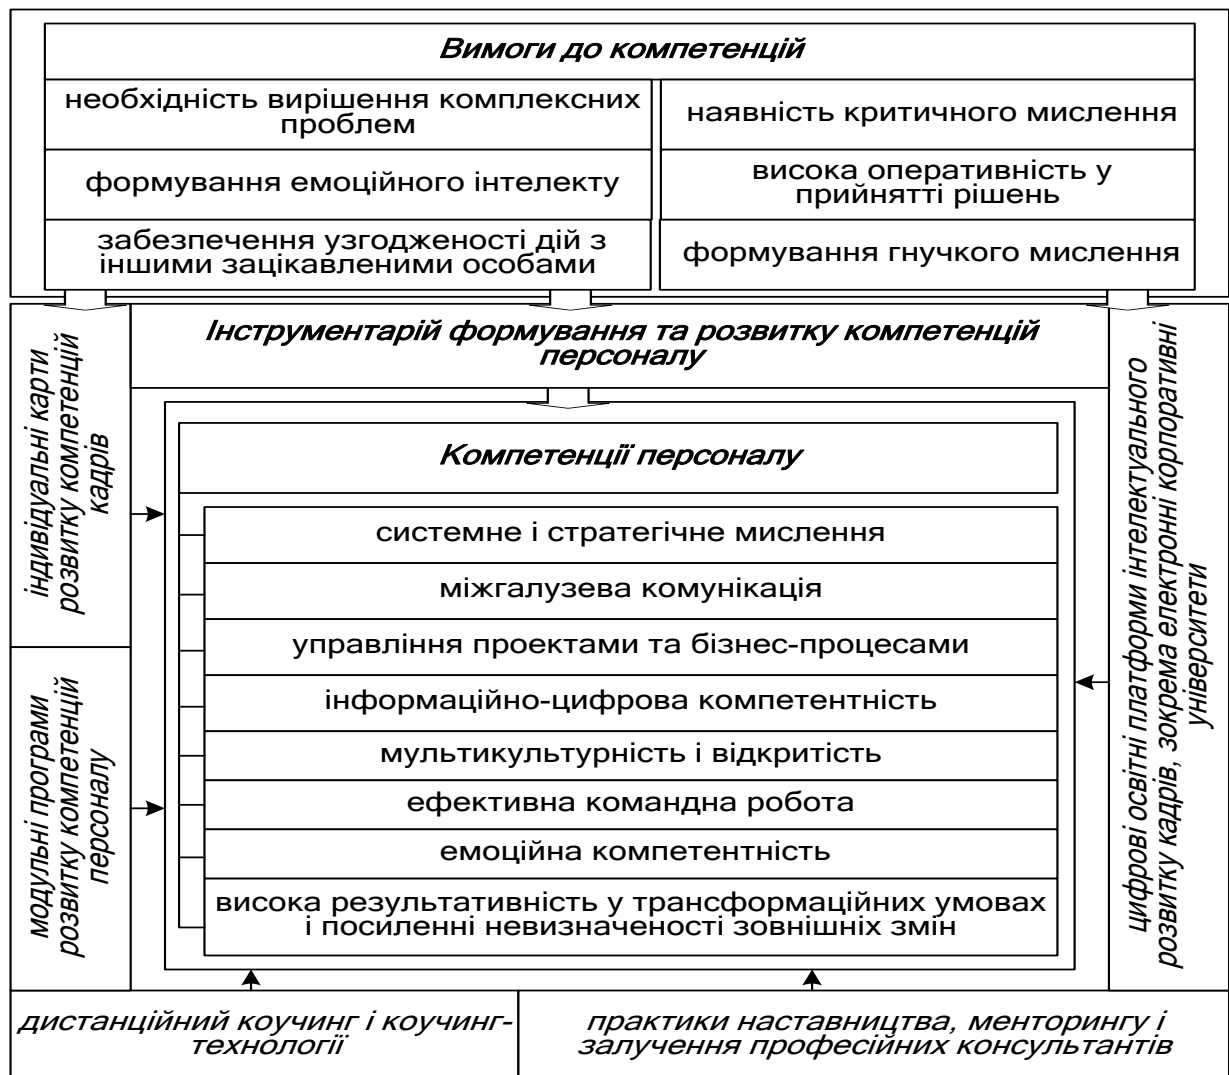 Вимоги до компетенцій
необхідність вирішення комплексних
проблем
наявність критичного мислення
формування емоційного інтелекту
висока оперативність у
прийнятті рішень
забезпечення узгодженості дій з
іншими зацікавленими особами
формування гнучкого мислення
Інструментарій формування та розвитку компетенцій
персоналу
індивідуальні карти
розвитку компетенцій
кадрів
модульні програми
розвитку компетенцій
персоналу
Компетенції персоналу
системне і стратегічне мислення
міжгалузева комунікація
управління проектами та бізнес-процесами
інформаційно-цифрова компетентність
мультикультурність і відкритість
ефективна командна робота
емоційна компетентність
висока результативність у трансформаційних умовах
і посиленні невизначеності зовнішніх змін
цифрові освітні платформи інтелектуального
розвитку кадрів, зокрема електронні корпоративні
університети
дистанційний коучинг і коучинг-
технології
практики наставництва, менторингу і
залучення професійних консультантів